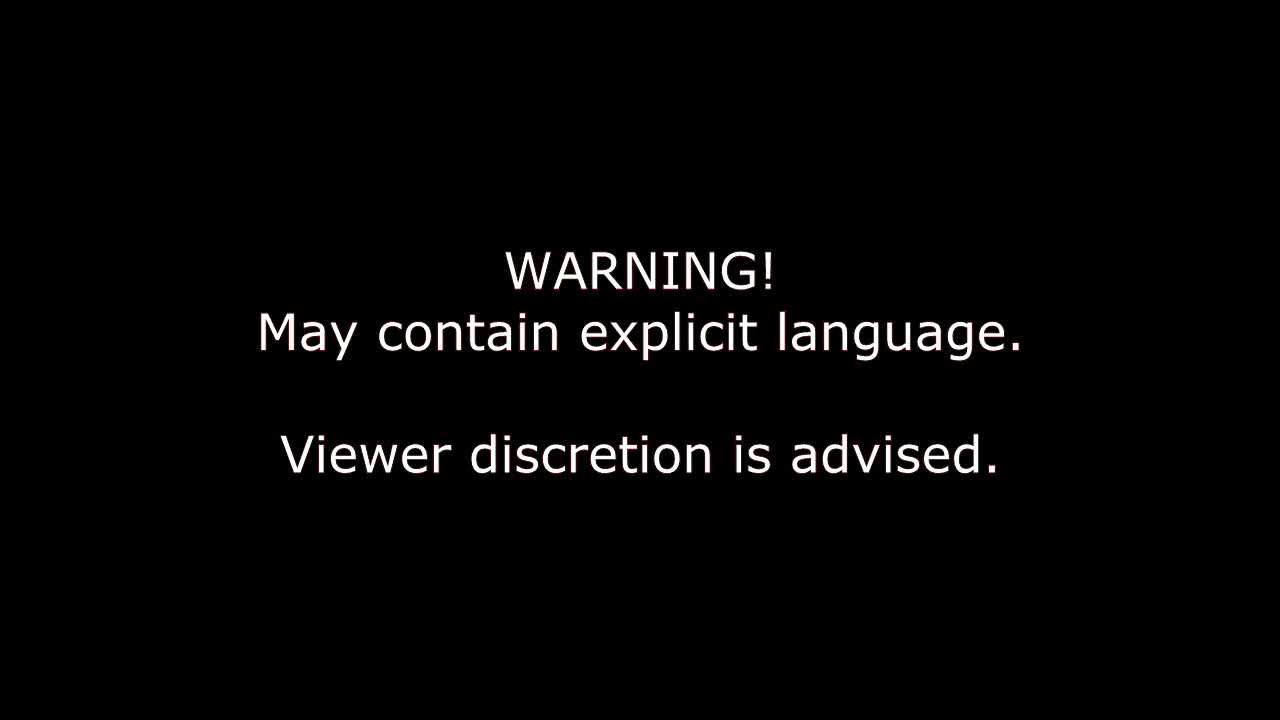 WARNING!
May contain explicit language.
Viewer discretion is advised.